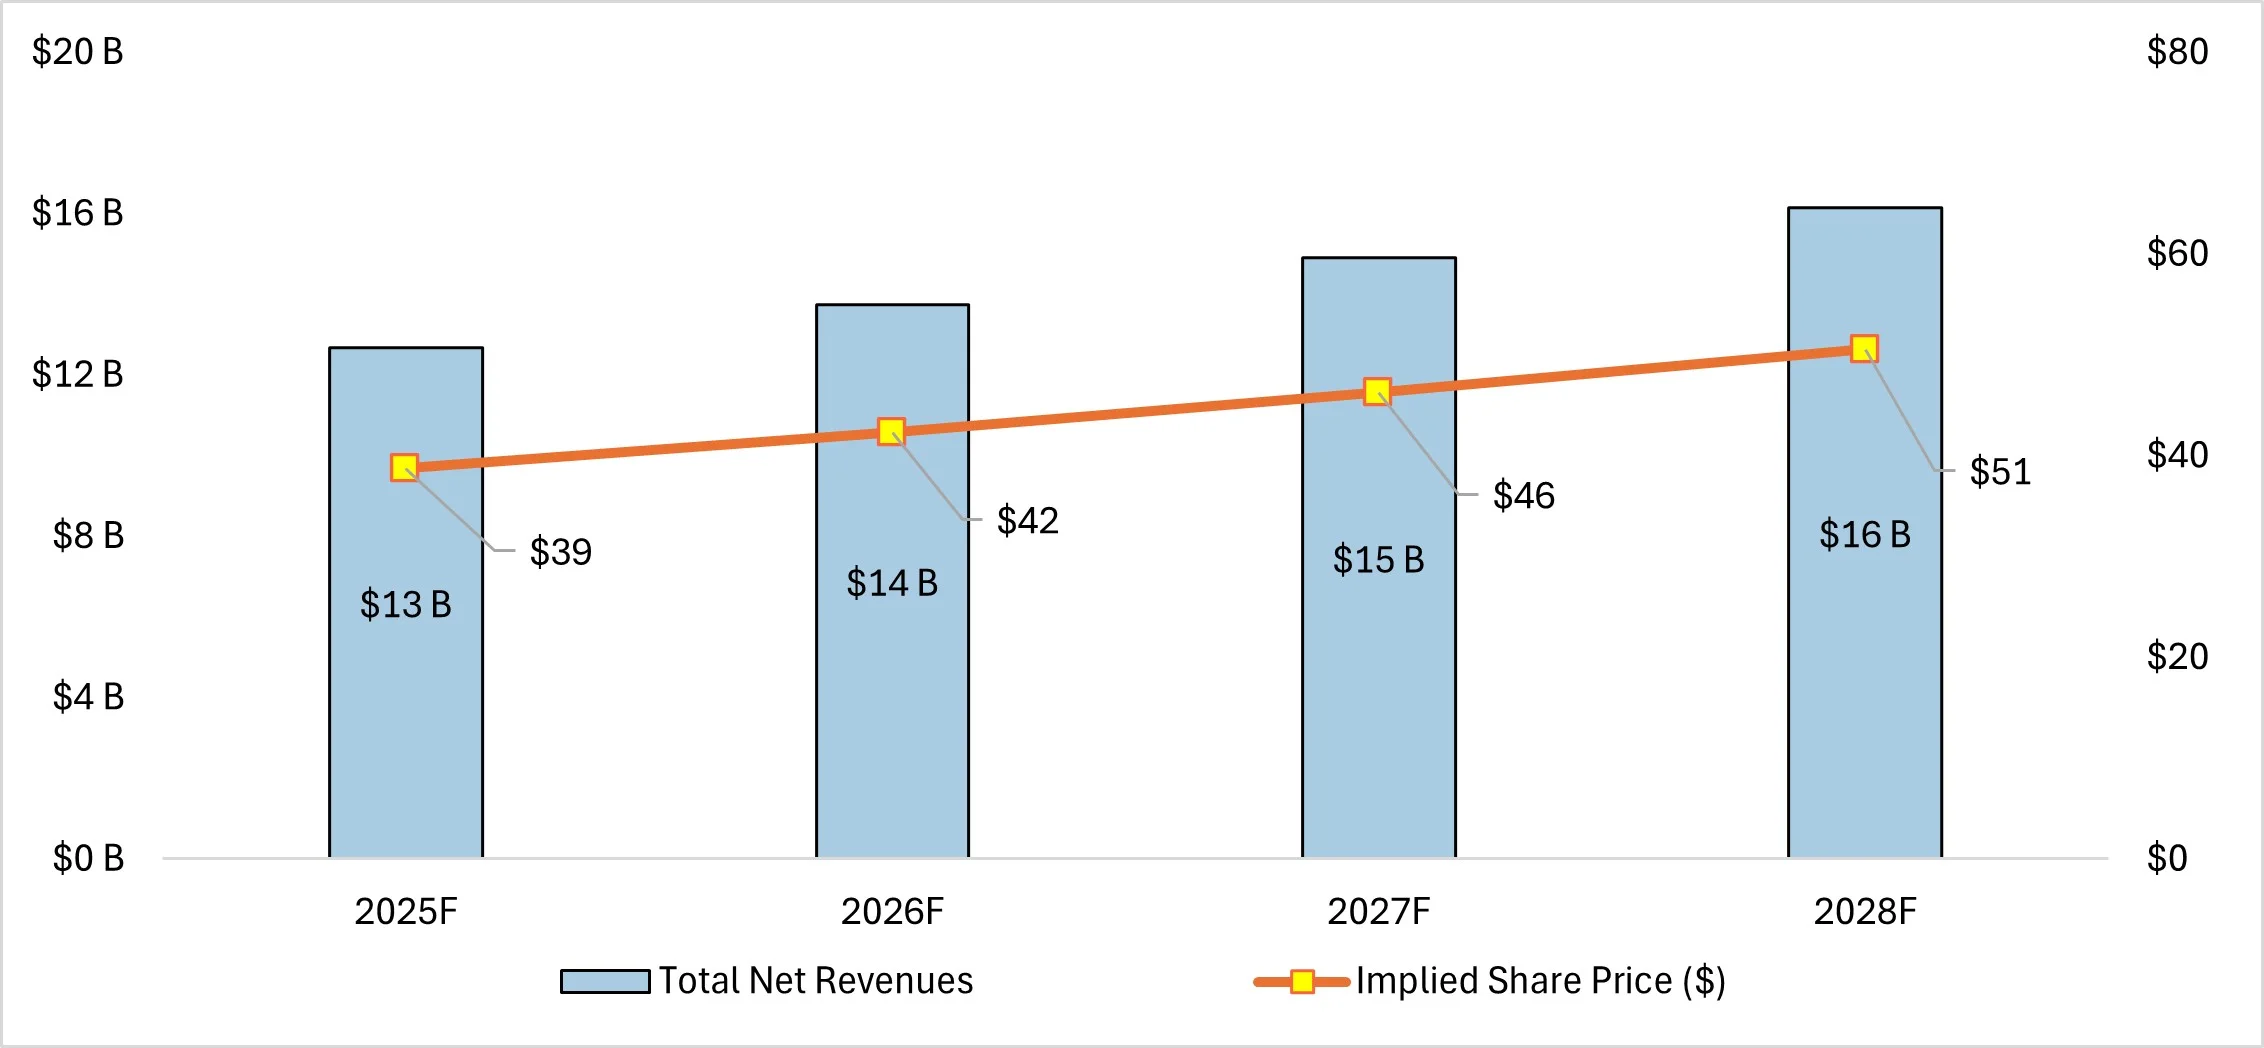 $20 B
$80
$16 B
$60
$12 B
$40
$51
$46
$42
$39
$8 B
$16 B
$15 B
$14 B
$13 B
$4 B
$20
$0 B
$0
2025F 2026F 2027F 2028F
Total Net Revenues Implied Share Price ($)